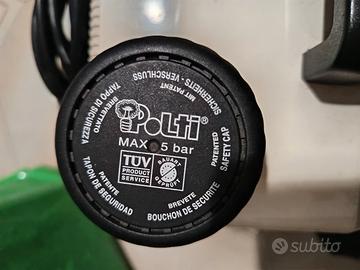 MIT PATENT
SICHERHEITS - VERSCHLUSS
BREVETTATO
TAPPO DI SICUREZZA
Polti®
MAX 5 bar
PATENTED
SAFETY CAP
TÜV
PRODUCT
SERVICE
BAUART
GEPRÜFT
PATENTE
TAPON DE SEGURIDAD
BREVETE
BOUCHON DE SECURITE
subito